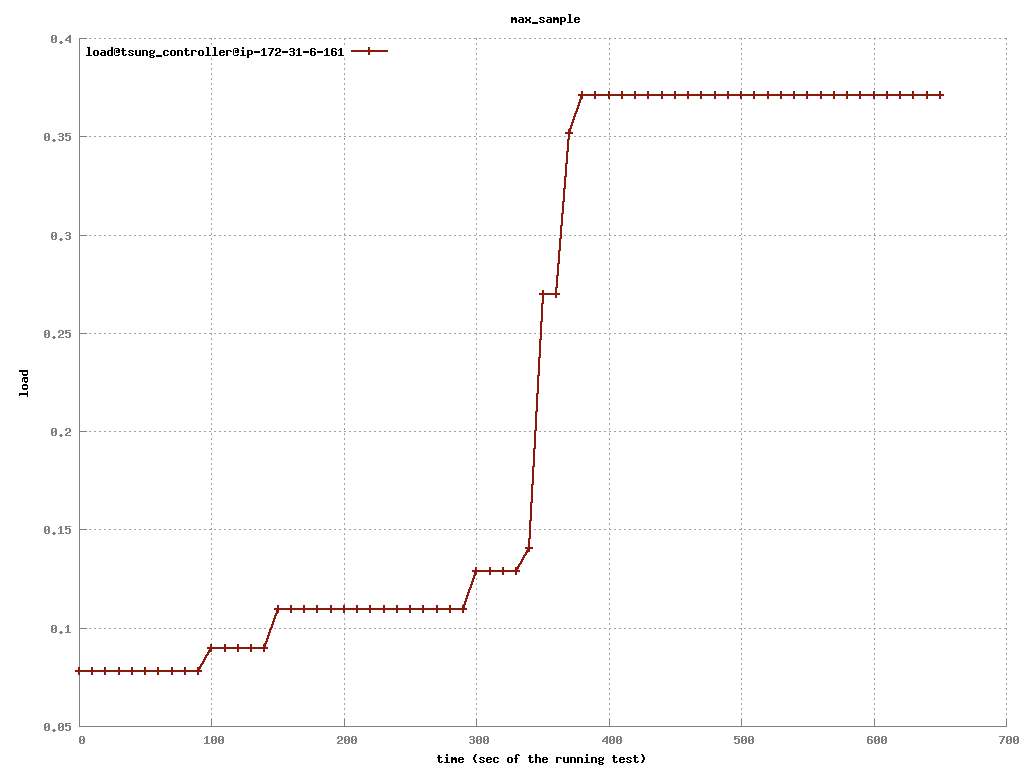 max_sample
load@tsung_controller@ip-172-31-6-161
0.4
0.35
0.3
0.25
0.2
0.15
0.1
0.05
load
0 100 200 300 400 500 600 700
time (sec of the running test)